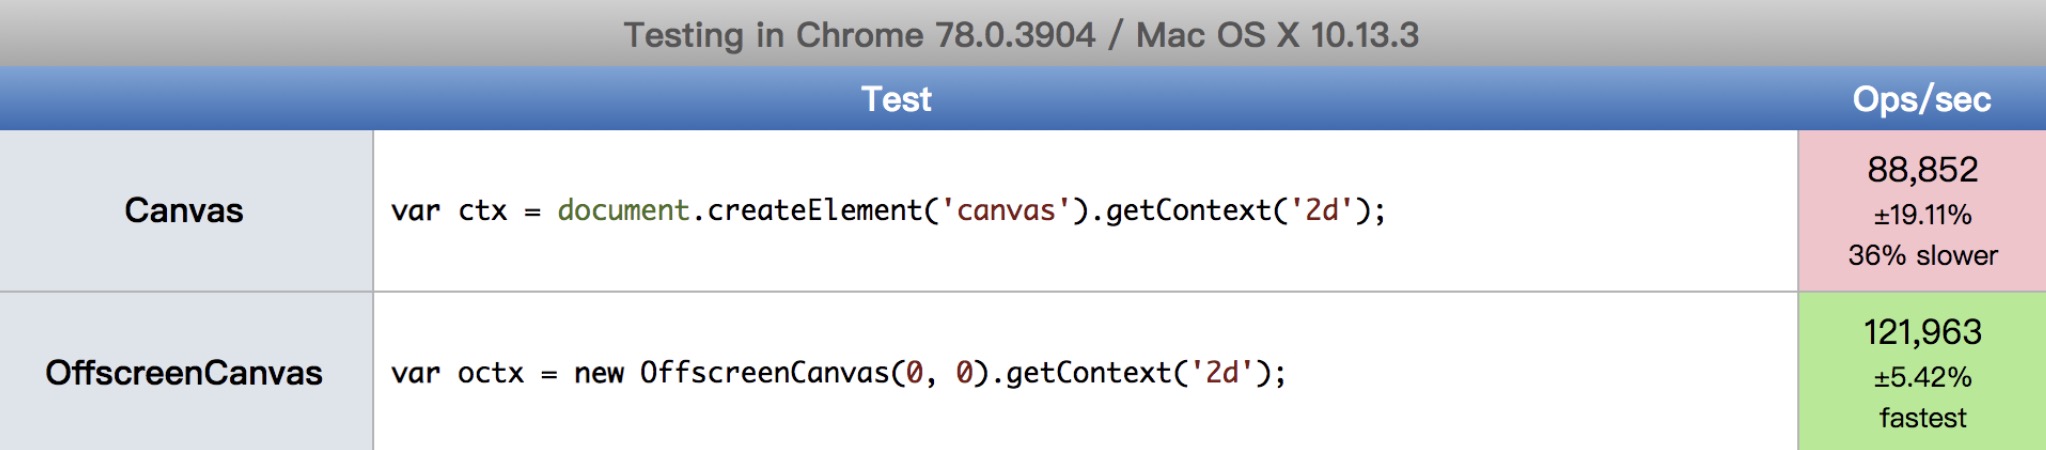 Testing in Chrome 78.0.3904 / Mac OS X 10.13.3
Test
Ops/sec
Canvas
var ctx = document.createElement('canvas').getContext('2d');
88,852
±19.11%
36% slower
OffscreenCanvas
var octx = new OffscreenCanvas(0, 0).getContext('2d');
121,963
±5.42%
fastest